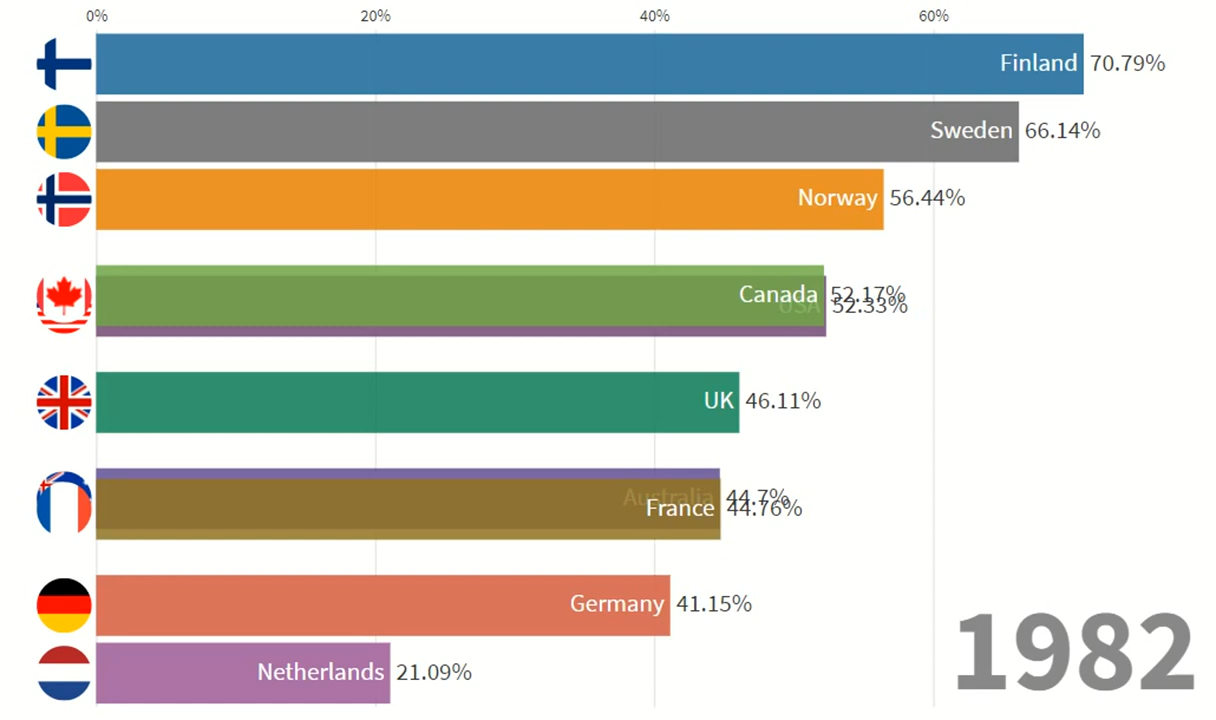 0% 20% 40% 60%
Finland 70.79%
Sweden 66.14%
Norway 56.44%
Canada 52.17%
USA 52.33%
UK 46.11%
Australia 44.7%
France 44.76%
Germany 41.15%
Netherlands 21.09%
1982